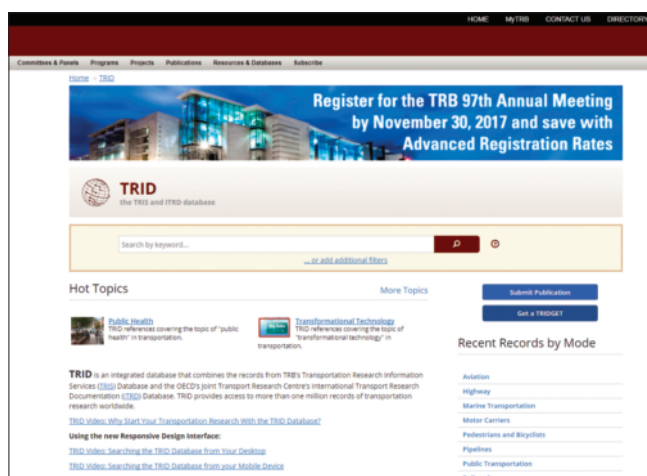 HOME MyTRB CONTACT US DIRECTORY
Committees & Panels Programs Projects Publications Resources & Databases Subscribe
Home > TRID
Register for the TRB 97th Annual Meeting
by November 30, 2017 and save with
Advanced Registration Rates
TRID
the TRIS and ITRD database
Search by keyword...
... or add additional filters
Hot Topics
More Topics
Public Health
TRID references covering the topic of "public
health" in transportation.
Transformational Technology
TRID references covering the topic of
"transformational technology" in
transportation.
TRID is an integrated database that combines the records from TRB's Transportation Research Information
Services (TRIS) Database and the OECD's Joint Transport Research Centre's International Transport Research
Documentation (ITRD) Database. TRID provides access to more than one million records of transportation
research worldwide.
TRID Video: Why Start Your Transportation Research With the TRID Database?
Using the new Responsive Design Interface:
TRID Video: Searching the TRID Database from Your Desktop
TRID Video: Searching the TRID Database from your Mobile Device
Submit Publication
Get a TRIDGET
Recent Records by Mode
Aviation
Highway
Marine Transportation
Motor Carriers
Pedestrians and Bicyclists
Pipelines
Public Transportation